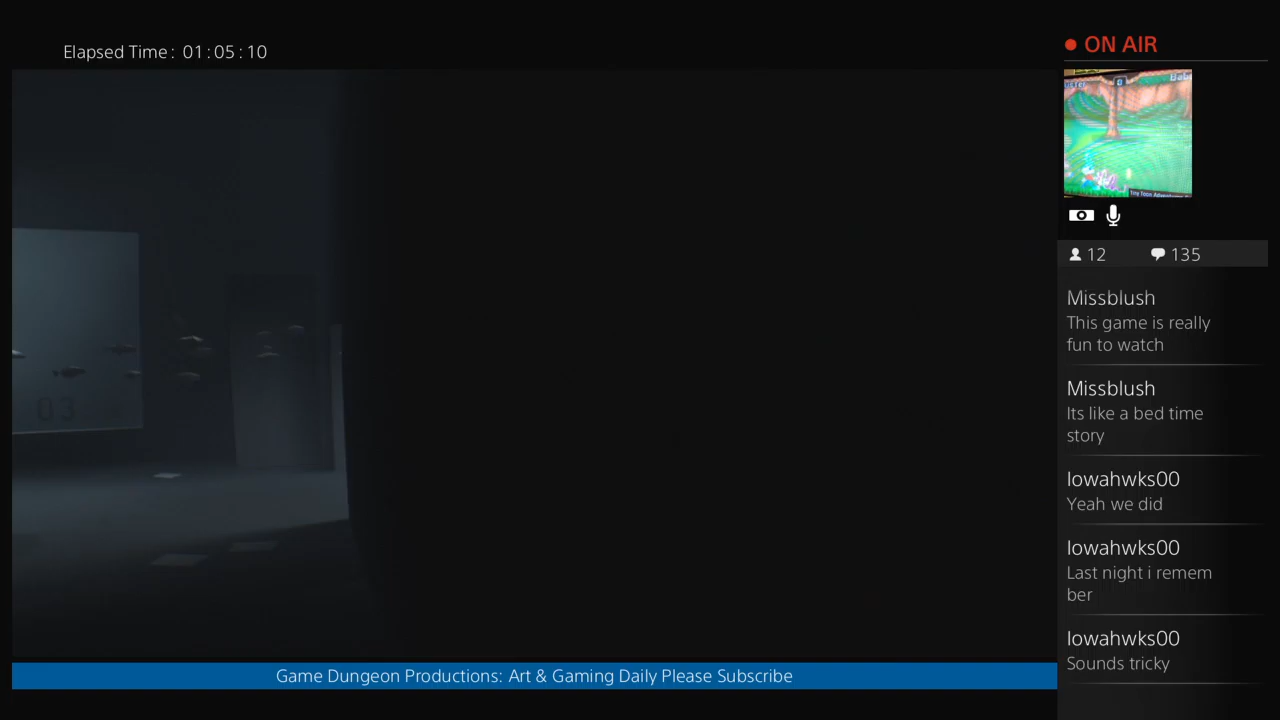 Elapsed Time: 01:05:10
ON AIR
12
135
Missblush
This game is really
fun to watch
Missblush
Its like a bed time
story
Iowahwks00
Yeah we did
Iowahwks00
Last night i remem
ber
Iowahwks00
Sounds tricky
03
Game Dungeon Productions: Art & Gaming Daily Please Subscribe